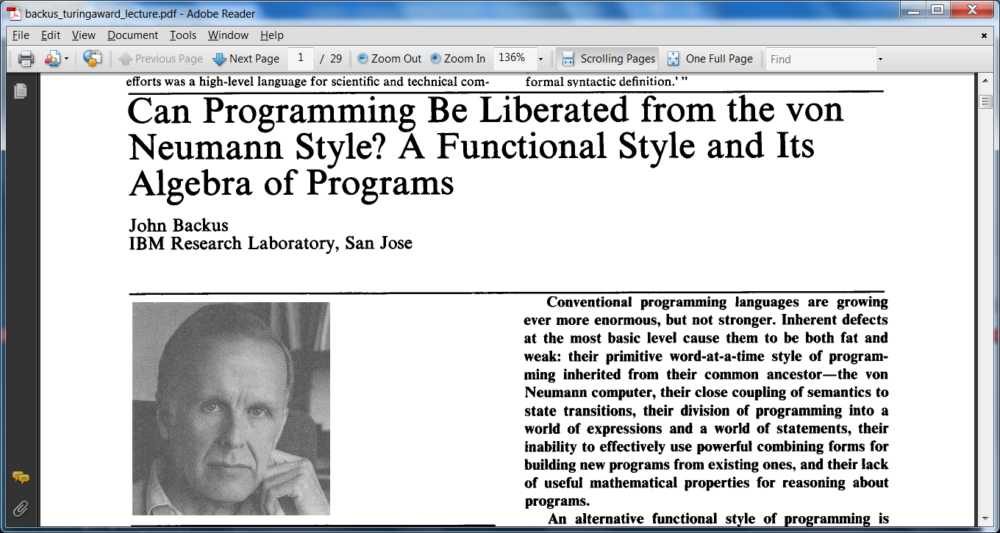 backus_turingaward_lecture.pdf - Adobe Reader
File Edit View Document Tools Window Help
Previous Page Next Page 1 / 29 Zoom Out Zoom In 136% Scrolling Pages One Full Page Find
efforts was a high-level language for scientific and technical com-
formal syntactic definition.' ”
Can Programming Be Liberated from the von
Neumann Style? A Functional Style and Its
Algebra of Programs
John Backus
IBM Research Laboratory, San Jose
Conventional programming languages are growing
ever more enormous, but not stronger. Inherent defects
at the most basic level cause them to be both fat and
weak: their primitive word-at-a-time style of program-
ming inherited from their common ancestor—the von
Neumann computer, their close coupling of semantics to
state transitions, their division of programming into a
world of expressions and a world of statements, their
inability to effectively use powerful combining forms for
building new programs from existing ones, and their lack
of useful mathematical properties for reasoning about
programs.
An alternative functional style of programming is